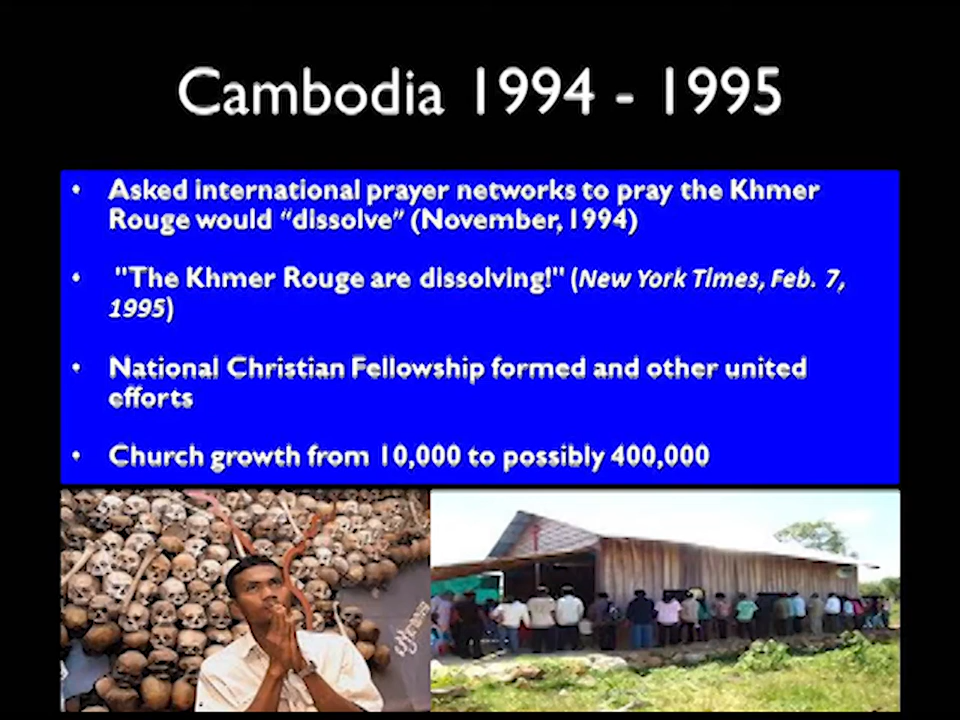 Cambodia 1994 - 1995
• Asked international prayer networks to pray the Khmer
Rouge would “dissolve” (November, 1994)
• "The Khmer Rouge are dissolving!" (New York Times, Feb. 7,
1995)
• National Christian Fellowship formed and other united
efforts
• Church growth from 10,000 to possibly 400,000